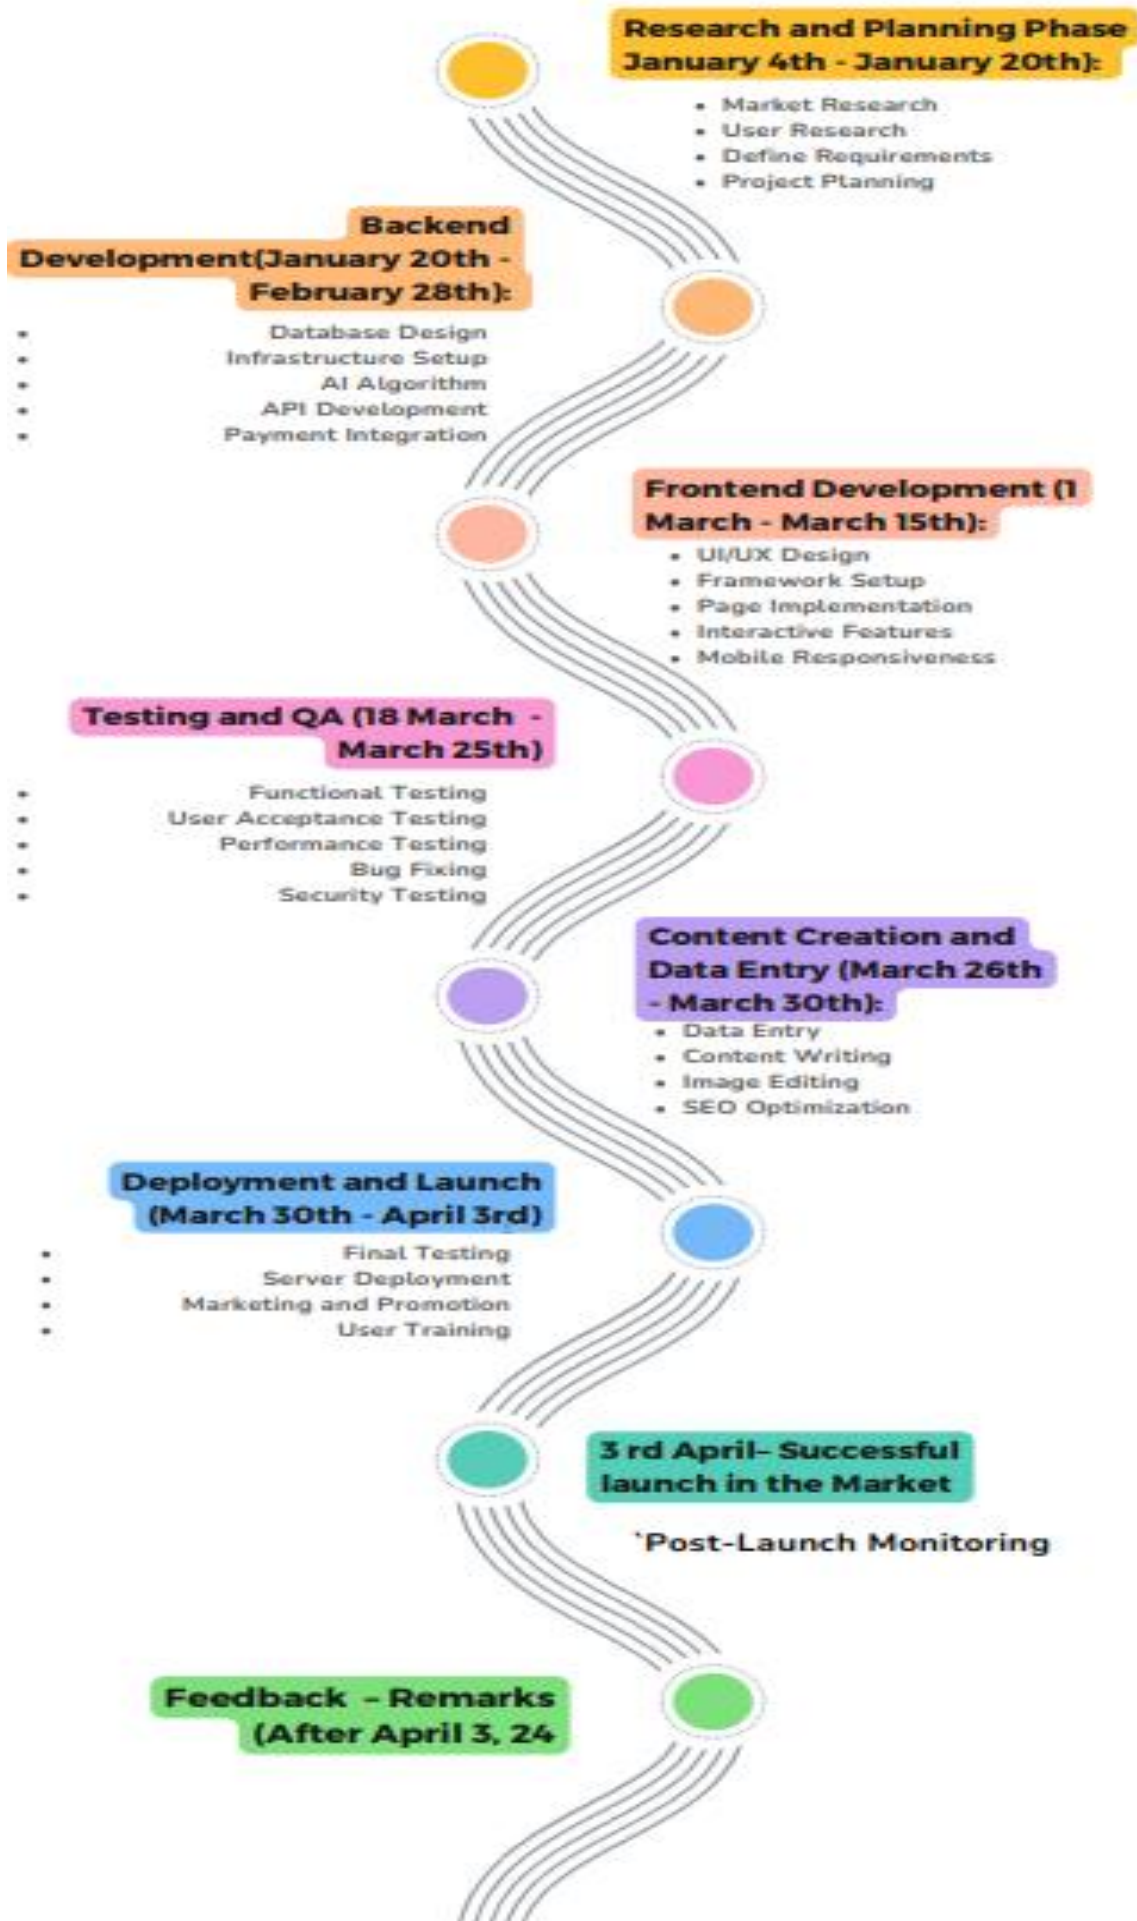 Research and Planning Phase
January 4th - January 20th):
• Market Research
• User Research
• Define Requirements
• Project Planning
Backend
Development(January 20th -
February 28th):
• Database Design
• Infrastructure Setup
• AI Algorithm
• API Development
• Payment Integration
Frontend Development (1
March - March 15th):
• UI/UX Design
• Framework Setup
• Page Implementation
• Interactive Features
• Mobile Responsiveness
Testing and QA (18 March -
March 25th)
• Functional Testing
• User Acceptance Testing
• Performance Testing
• Bug Fixing
• Security Testing
Content Creation and
Data Entry (March 26th
- March 30th):
• Data Entry
• Content Writing
• Image Editing
• SEO Optimization
Deployment and Launch
(March 30th - April 3rd)
• Final Testing
• Server Deployment
• Marketing and Promotion
• User Training
3 rd April– Successful
launch in the Market
`Post-Launch Monitoring
Feedback – Remarks
(After April 3, 24